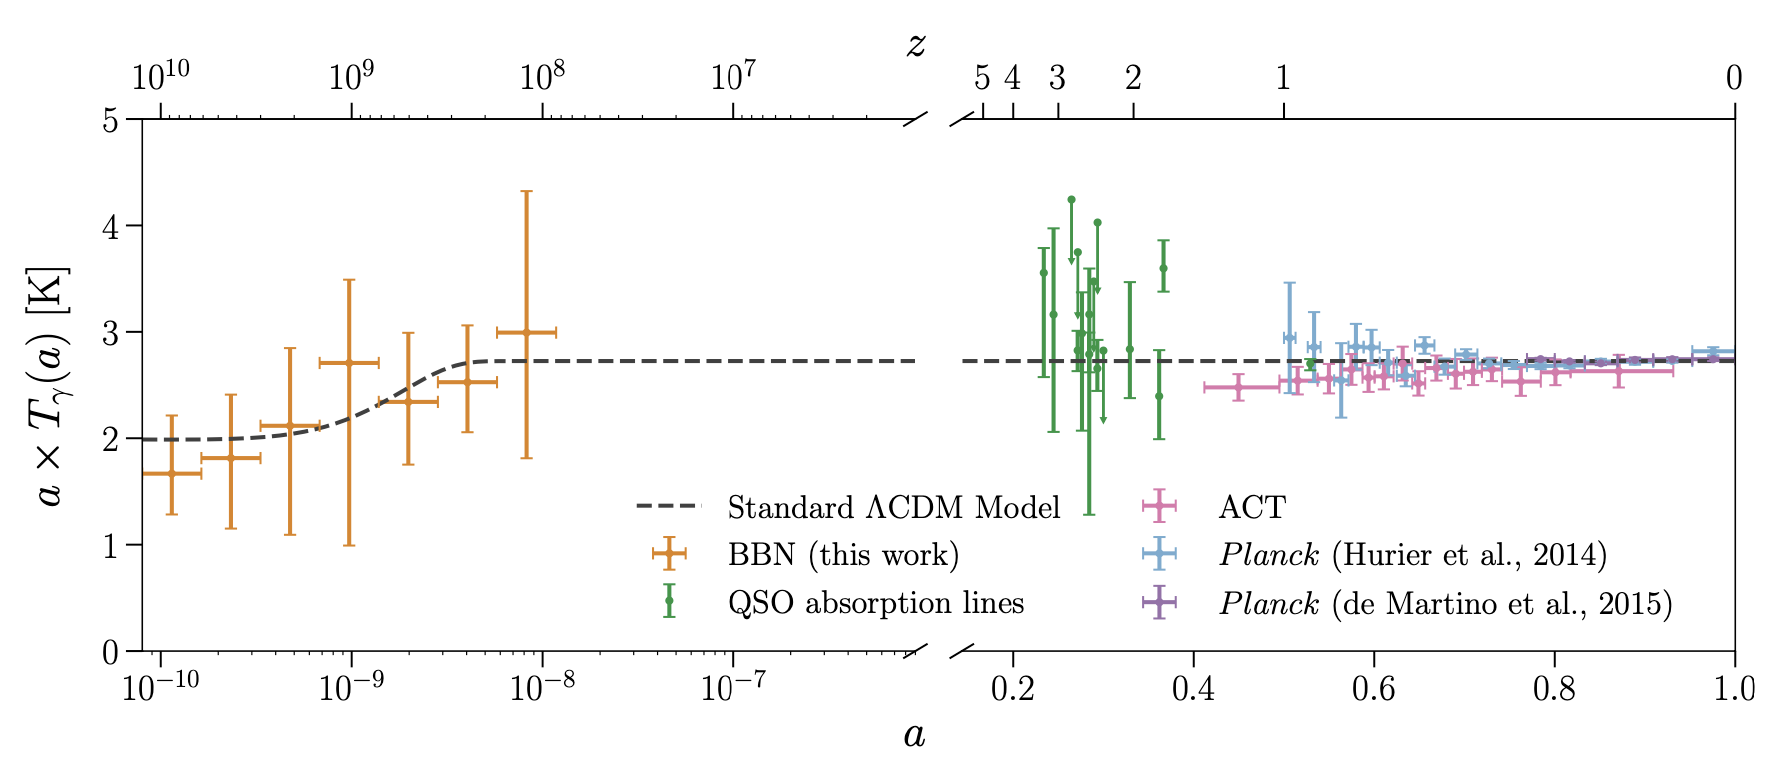 z
10^10 10^9 10^8 10^7 5 4 3 2 1 0
5
4
3
2
1
0
a × T_γ(a) [K]
Standard ΛCDM Model
BBN (this work)
QSO absorption lines
ACT
Planck (Hurier et al., 2014)
Planck (de Martino et al., 2015)
10^−10 10^−9 10^−8 10^−7 0.2 0.4 0.6 0.8 1.0
a